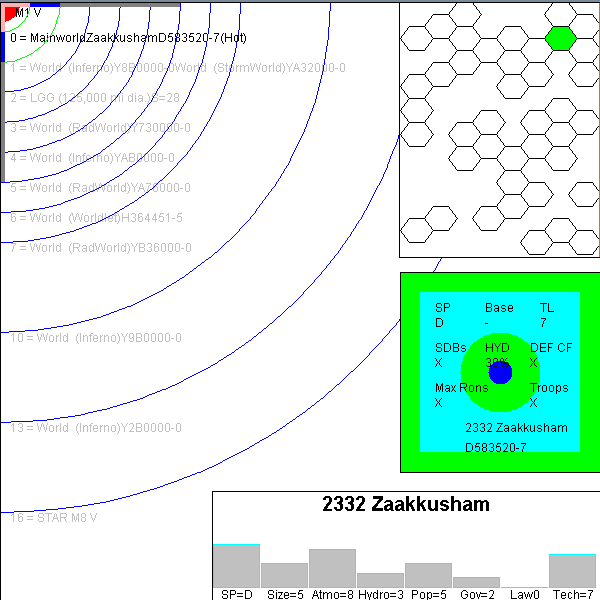 M1 V
0 = MainworldZaakkushamD583520-7(Hot)
1 = World (Inferno)Y8B0000-0World (StormWorld)YA32000-0
2 = LGG (125,000 mi dia.)S=28
3 = World (RadWorld)Y730000-0
4 = World (Inferno)YAB0000-0
5 = World (RadWorld)YA76000-0
6 = World (Worldlet)H364451-5
7 = World (RadWorld)YB36000-0
10 = World (Inferno)Y9B0000-0
13 = World (Inferno)Y2B0000-0
16 = STAR M8 V
SP Base TL
D - 7
SDBs HYD DEF CF
X 30% X
Max Rons Troops
X X
2332 Zaakkusham
D583520-7
2332 Zaakkusham
SP=D Size=5 Atmo=8 Hydro=3 Pop=5 Gov=2 Law0 Tech=7